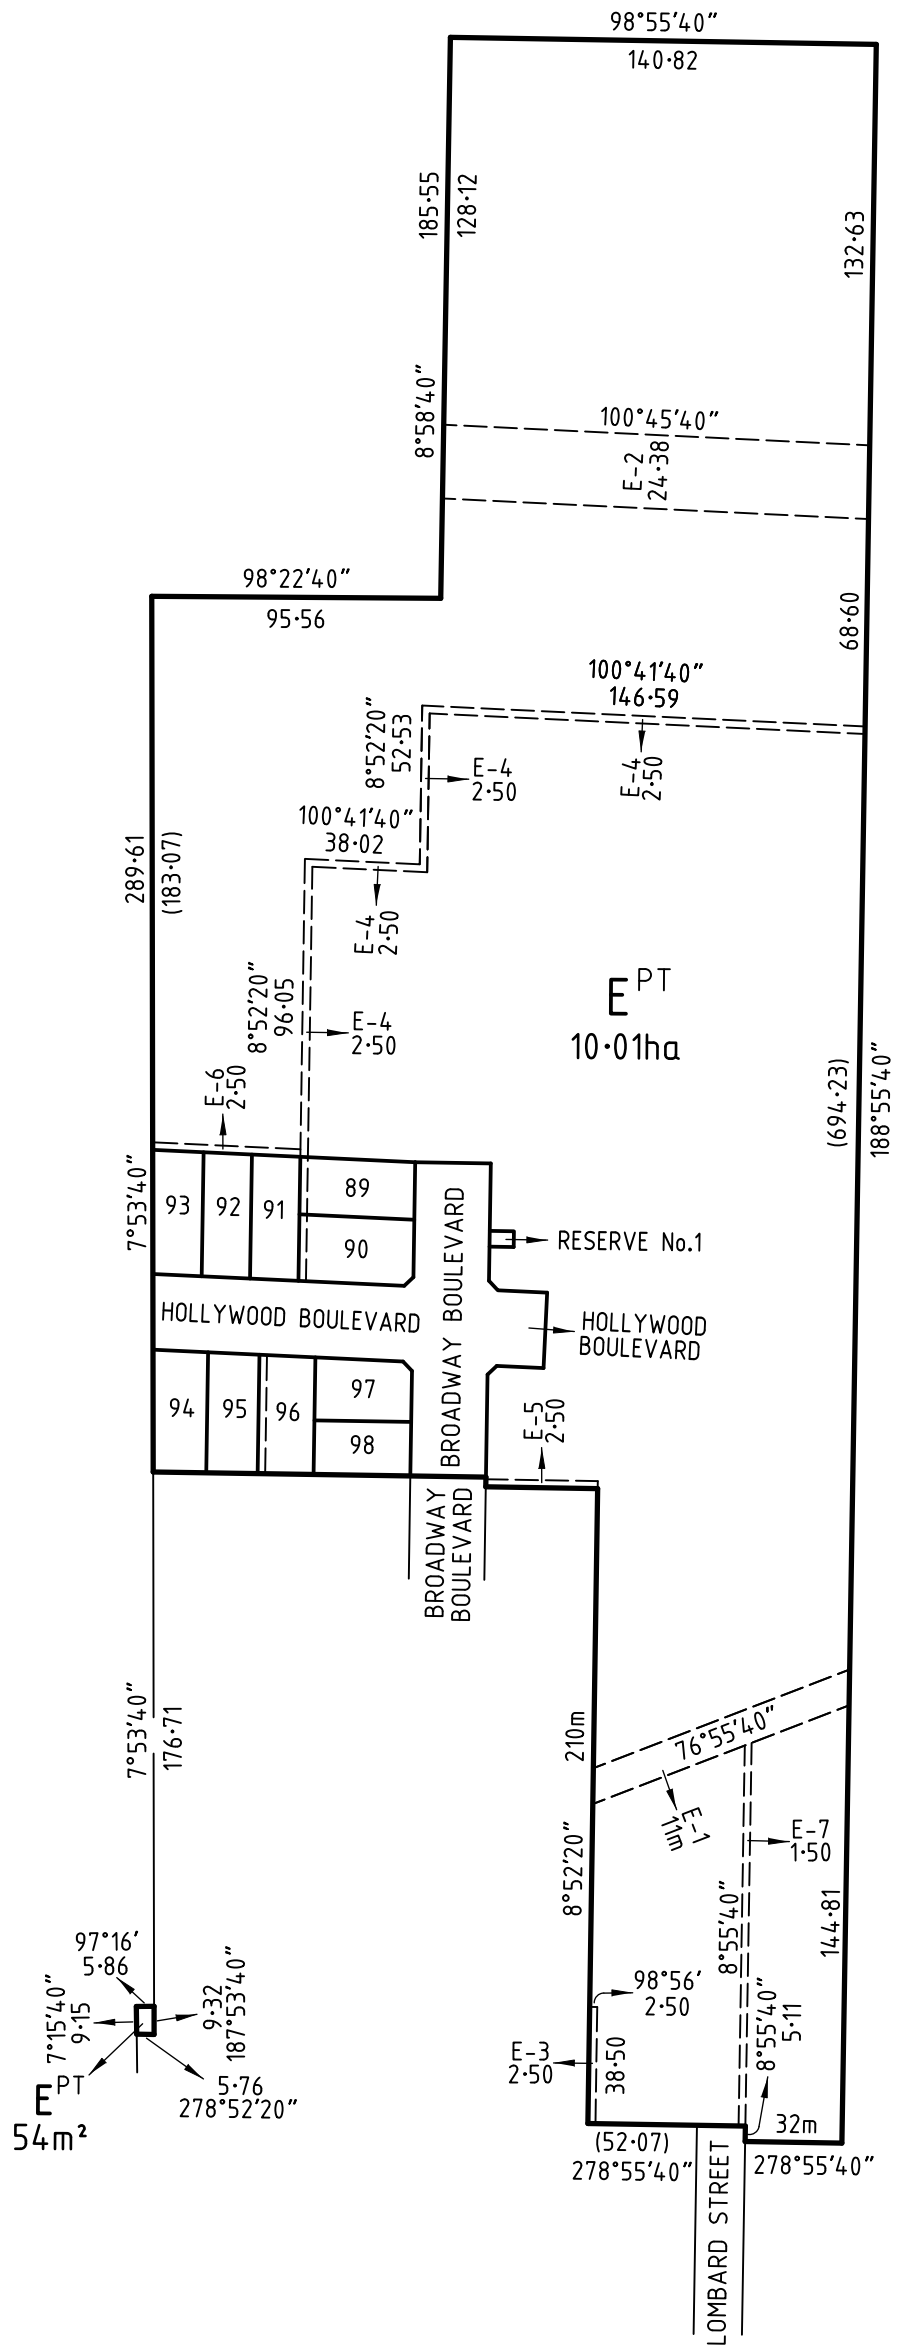 98°55'40"
140·82
185·55
128·12
132·63
8°58'40"
100°45'40"
E-2
24·38
98°22'40"
95·56
68·60
100°41'40"
146·59
8°52'20"
52·53
E-4
2·50
E-4
2·50
100°41'40"
38·02
289·61
(183·07)
E-4
2·50
8°52'20"
96·05
E-4
2·50
E PT
10·01ha
(694·23)
188°55'40"
E-6
2·50
7°53'40"
93
92
91
89
90
BROADWAY BOULEVARD
RESERVE No.1
HOLLYWOOD BOULEVARD
HOLLYWOOD
BOULEVARD
94
95
96
97
98
E-5
2·50
BROADWAY
BOULEVARD
7°53'40"
176·71
210m
76°55'40"
E-1
11m
E-7
1·50
8°52'20"
8°55'40"
144·81
97°16'
5·86
7°15'40"
9·15
9·32
187°53'40"
5·76
278°52'20"
E PT
54m²
98°56'
2·50
E-3
2·50
38·50
8°55'40"
5·11
(52·07)
278°55'40"
32m
278°55'40"
LOMBARD STREET